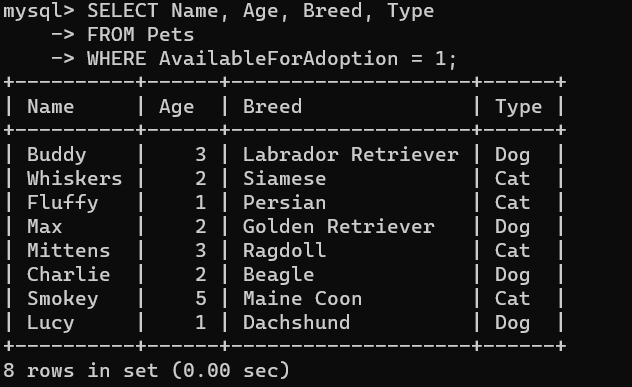 mysql> SELECT Name, Age, Breed, Type
    -> FROM Pets
    -> WHERE AvailableForAdoption = 1;
+----------+------+--------------------+------+
| Name     | Age  | Breed              | Type |
+----------+------+--------------------+------+
| Buddy    |    3 | Labrador Retriever | Dog  |
| Whiskers |    2 | Siamese            | Cat  |
| Fluffy   |    1 | Persian            | Cat  |
| Max      |    2 | Golden Retriever   | Dog  |
| Mittens  |    3 | Ragdoll            | Cat  |
| Charlie  |    2 | Beagle             | Dog  |
| Smokey   |    5 | Maine Coon         | Cat  |
| Lucy     |    1 | Dachshund          | Dog  |
+----------+------+--------------------+------+
8 rows in set (0.00 sec)